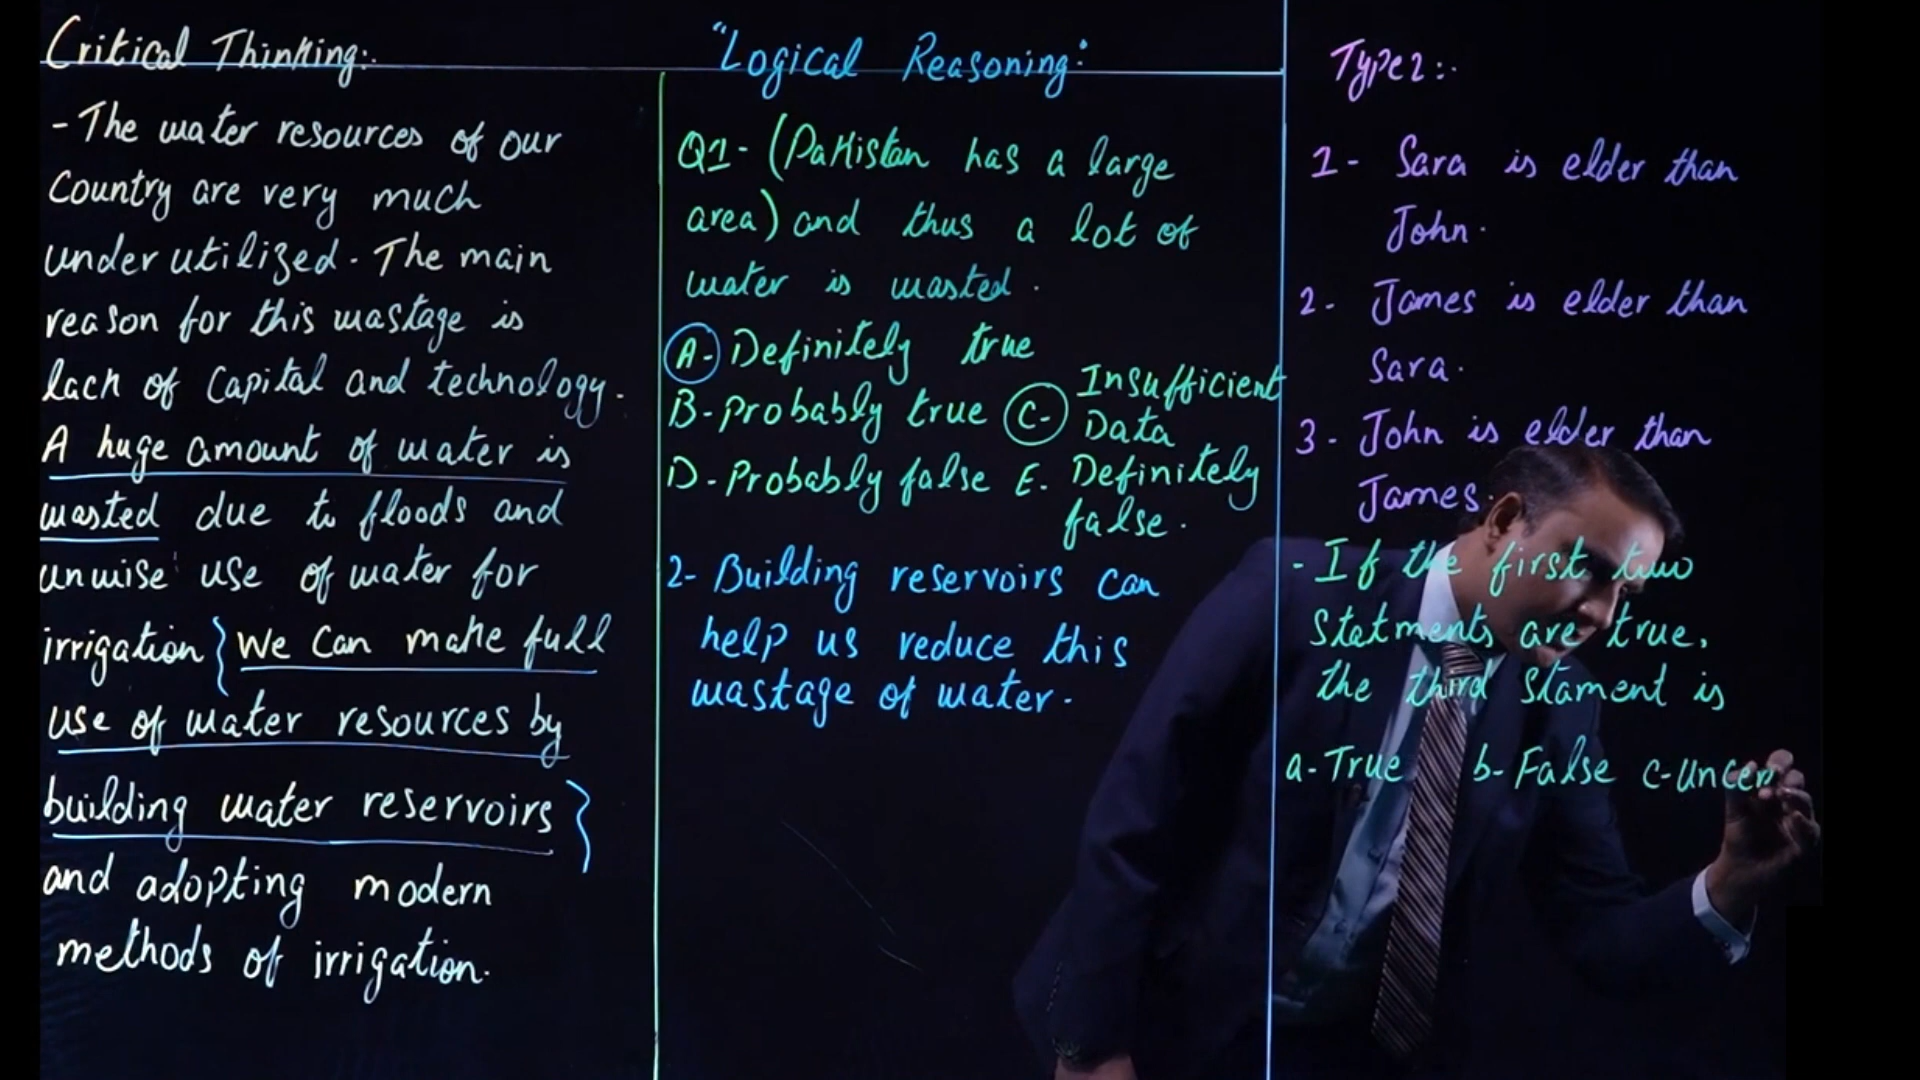 Critical Thinking:.
- The water resources of our
Country are very much
under utilized. The main
reason for this wastage is
lack of Capital and technology.
A huge amount of water is
wasted due to floods and
unwise use of water for
irrigation } We Can make full
use of water resources by
building water reservoirs }
and adopting modern
methods of irrigation.
"Logical Reasoning:
Q1- (Pakistan has a large
area) and thus a lot of
water is wasted.
A- Definitely true
B- Probably true C- Insufficient
Data
D- Probably false E. Definitely
false.
2- Building reservoirs can
help us reduce this
wastage of water.
Type 2:.
1- Sara is elder than
John.
2. James is elder than
Sara.
3- John is elder than
James.
- If the first two
Statments are true,
the third Stament is
a- True b- False c- Uncer